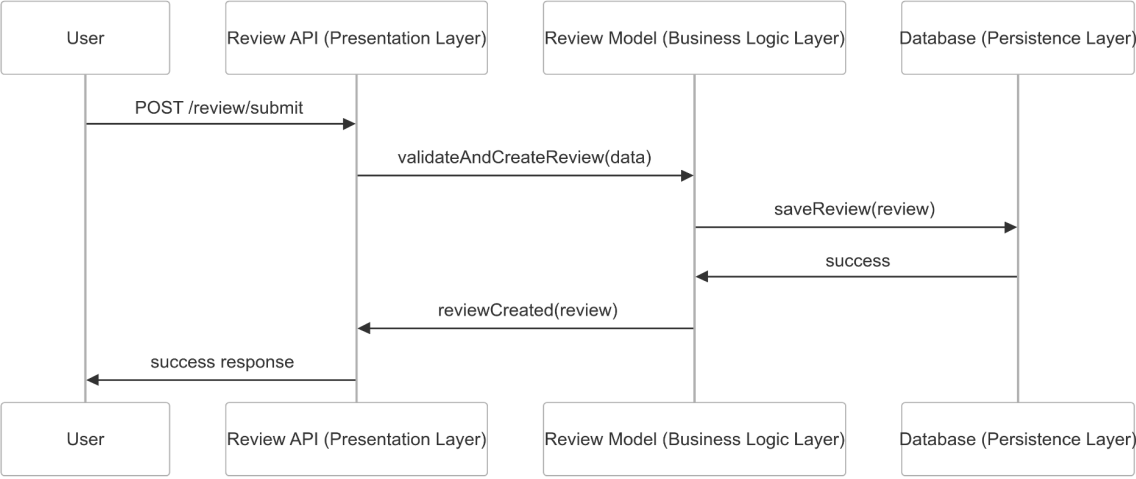 User
Review API (Presentation Layer)
Review Model (Business Logic Layer)
Database (Persistence Layer)
POST /review/submit
validateAndCreateReview(data)
saveReview(review)
success
reviewCreated(review)
success response
User
Review API (Presentation Layer)
Review Model (Business Logic Layer)
Database (Persistence Layer)